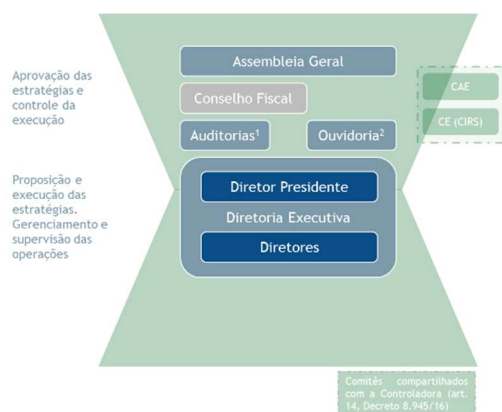 Aprovação das
estratégias e
controle da
execução
Assembleia Geral
Conselho Fiscal
Auditorias¹
Ouvidoria²
CAE
CE (CIRS)
Proposição e
execução das
estratégias.
Gerenciamento e
supervisão das
operações
Diretor Presidente
Diretoria Executiva
Diretores
Comitês compartilhados
com a Controladora (art.
14, Decreto 8.945/16)